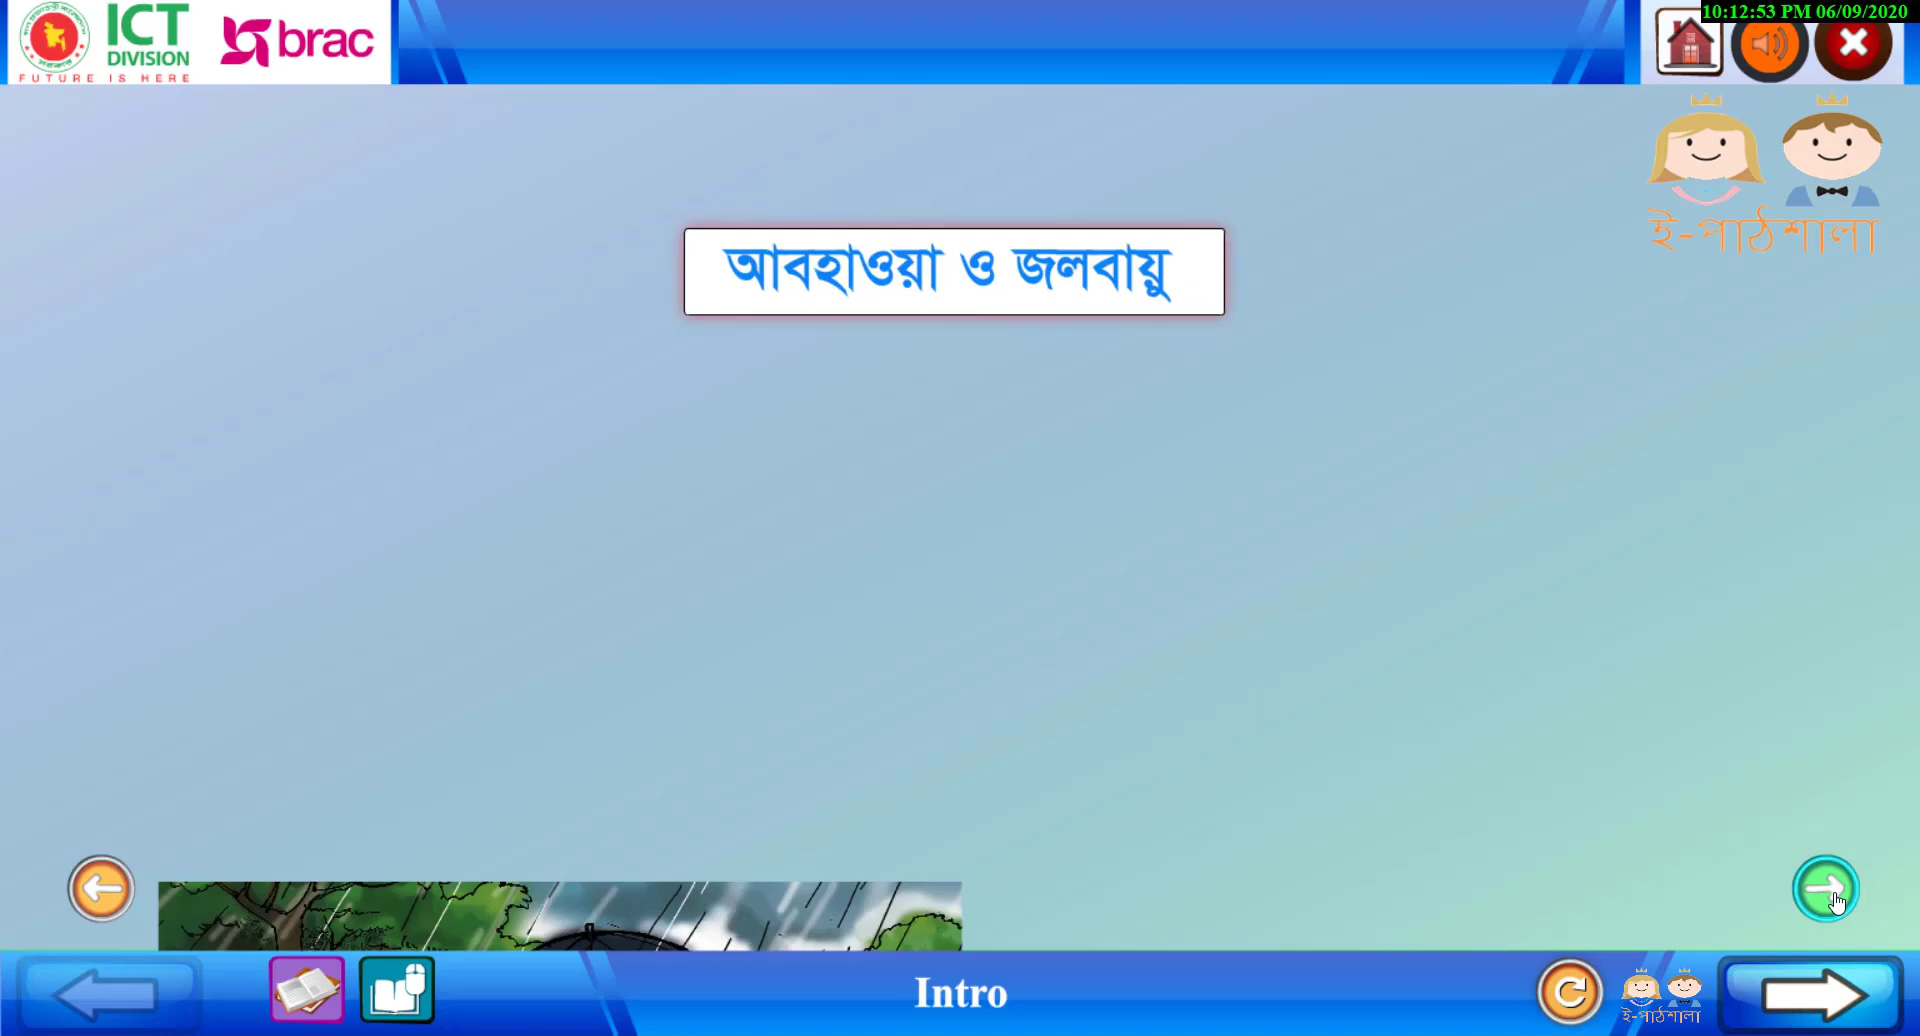 ICT
DIVISION
FUTURE IS HERE
brac
10:12:53 PM 06/09/2020
ই-পাঠশালা
আবহাওয়া ও জলবায়ু
Intro
ই-পাঠশালা